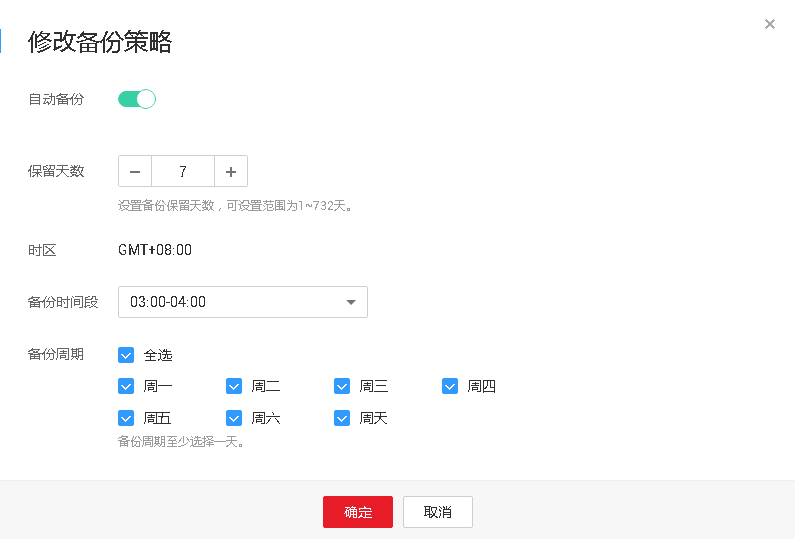 修改备份策略
自动备份
保留天数 7
设置备份保留天数，可设置范围为1~732天。
时区 GMT+08:00
备份时间段 03:00-04:00
备份周期 全选
周一 周二 周三 周四
周五 周六 周天
备份周期至少选择一天。
确定 取消